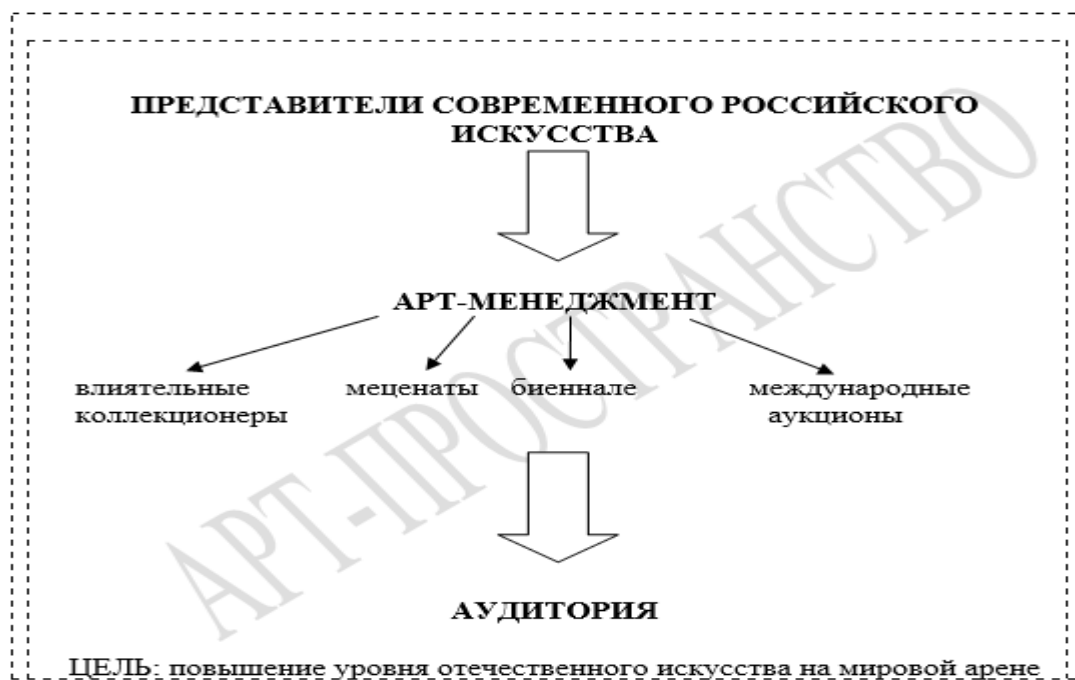 ПРЕДСТАВИТЕЛИ СОВРЕМЕННОГО РОССИЙСКОГО
ИСКУССТВА
АРТ-МЕНЕДЖМЕНТ
влиятельные меценаты биеннале международные
коллекционеры аукционы
АРТ-ПРОСТРАНСТВО
АУДИТОРИЯ
ЦЕЛЬ: повышение уровня отечественного искусства на мировой арене